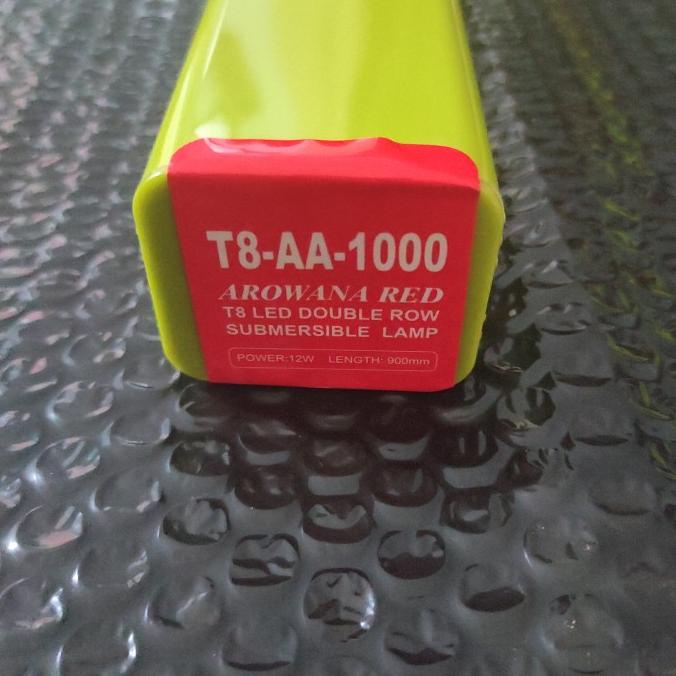 T8-AA-1000
AROWANA RED
T8 LED DOUBLE ROW
SUBMERSIBLE LAMP
POWER:12W LENGTH: 900mm